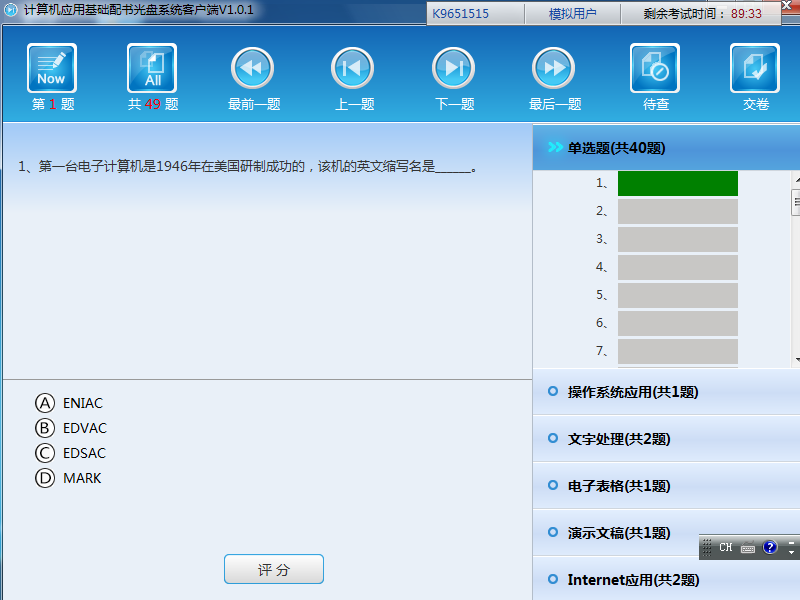 计算机应用基础配书光盘系统客户端V1.0.1
K9651515
模拟用户
剩余考试时间：89:33
Now
All
第 1 题
共 49 题
最前一题
上一题
下一题
最后一题
待查
交卷
1、第一台电子计算机是1946年在美国研制成功的，该机的英文缩写名是______。
A ENIAC
B EDVAC
C EDSAC
D MARK
评 分
单选题(共40题)
1、
2、
3、
4、
5、
6、
7、
操作系统应用(共1题)
文字处理(共2题)
电子表格(共1题)
演示文稿(共1题)
CH
?
Internet应用(共2题)